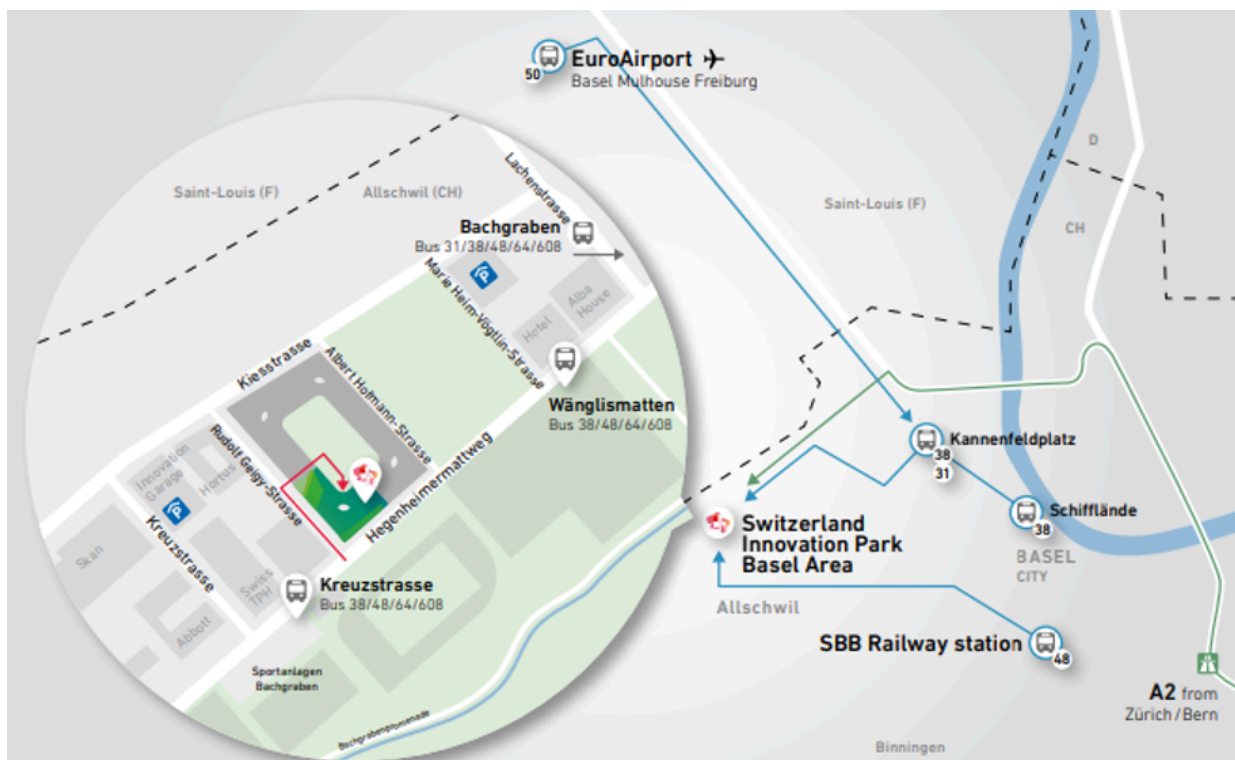 50
EuroAirport
Basel Mulhouse Freiburg
D
CH
Saint-Louis (F)
Allschwil (CH)
Saint-Louis (F)
Lachenstrasse
Bachgraben
Bus 31/38/48/64/608
P
Marie Heim-Vögtlin-Strasse
Alba
House
Hotel
Kiesstrasse
Albert Hofmann-Strasse
Wänglismatten
Bus 38/48/64/608
Kannenfeldplatz
38
31
Innovation
Garage
Hortus
Rudolf Geigy-Strasse
Hegenheimermattweg
P
Kreuzstrasse
Skan
Swiss
TPH
Abbott
Kreuzstrasse
Bus 38/48/64/608
Switzerland
Innovation Park
Basel Area
Schifflände
38
BASEL
CITY
Allschwil
SBB Railway station
48
Sportanlagen
Bachgraben
Bachgrabenpromenade
A2 from
Zürich/Bern
Binningen